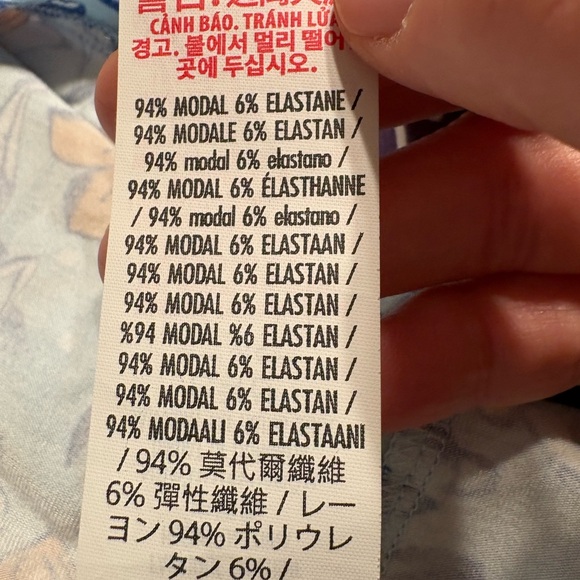 CẢNH BÁO. TRÁNH LỬA
경고. 불에서 멀리 떨어
곳에 두십시오.
94% MODAL 6% ELASTANE /
94% MODALE 6% ELASTAN /
94% modal 6% elastano /
94% MODAL 6% ÉLASTHANNE
/ 94% modal 6% elastano /
94% MODAL 6% ELASTAAN /
94% MODAL 6% ELASTAN /
94% MODAL 6% ELASTAN /
%94 MODAL %6 ELASTAN /
94% MODAL 6% ELASTAN /
94% MODAL 6% ELASTAN /
94% MODAALI 6% ELASTAANI
/ 94% 莫代爾纖維
6% 彈性纖維 / レー
ヨン 94% ポリウレ
タン 6% /